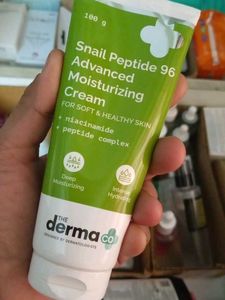 100 g
Snail Peptide 96
Advanced
Moisturizing
Cream
FOR SOFT & HEALTHY SKIN
+ niacinamide
+ peptide complex
Deep
Moisturizing
Intense
Hydrating
THE
derma co